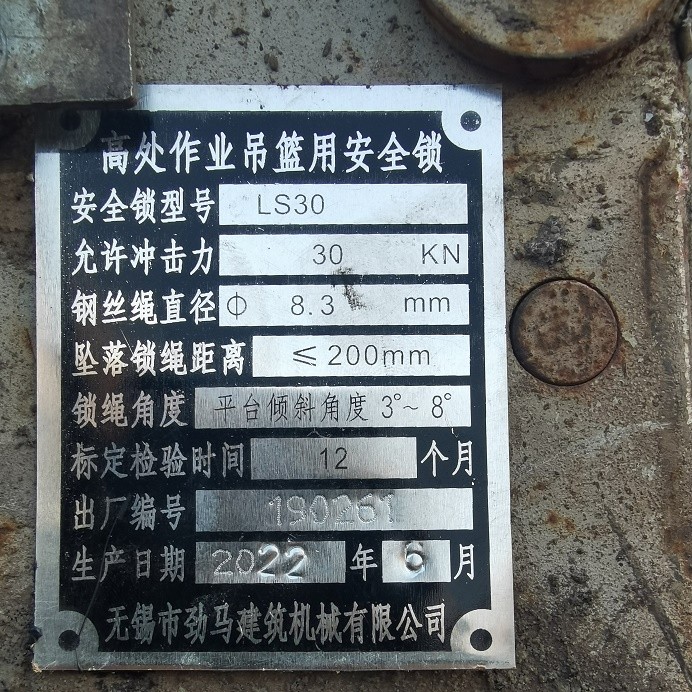 高处作业吊篮用安全锁
安全锁型号 LS30
允许冲击力 30 KN
钢丝绳直径 Φ 8.3 mm
坠落锁绳距离 ≤200mm
锁绳角度 平台倾斜角度 3°~ 8°
标定检验时间 12 个月
出厂编号 190261
生产日期 2022 年 6 月
无锡市劲马建筑机械有限公司